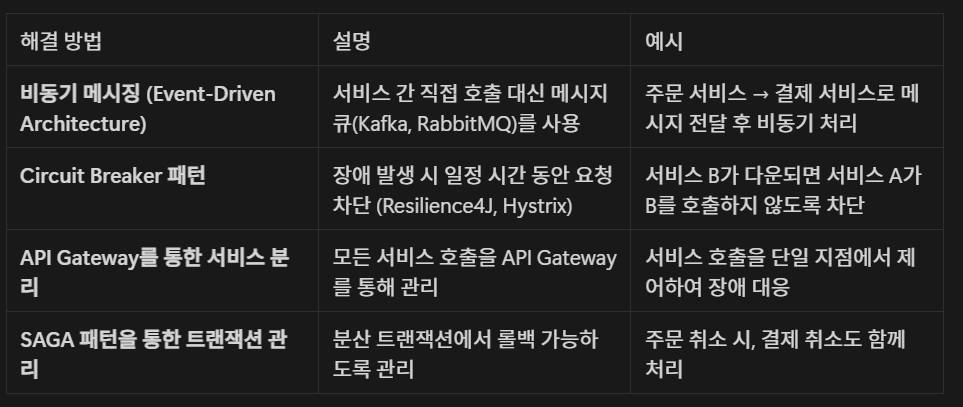 해결 방법
설명
예시
비동기 메시징 (Event-Driven
Architecture)
서비스 간 직접 호출 대신 메시지
큐(Kafka, RabbitMQ)를 사용
주문 서비스 → 결제 서비스로 메
시지 전달 후 비동기 처리
Circuit Breaker 패턴
장애 발생 시 일정 시간 동안 요청
차단 (Resilience4J, Hystrix)
서비스 B가 다운되면 서비스 A가
B를 호출하지 않도록 차단
API Gateway를 통한 서비스 분
리
모든 서비스 호출을 API Gateway
를 통해 관리
서비스 호출을 단일 지점에서 제
어하여 장애 대응
SAGA 패턴을 통한 트랜잭션 관
리
분산 트랜잭션에서 롤백 가능하
도록 관리
주문 취소 시, 결제 취소도 함께
처리